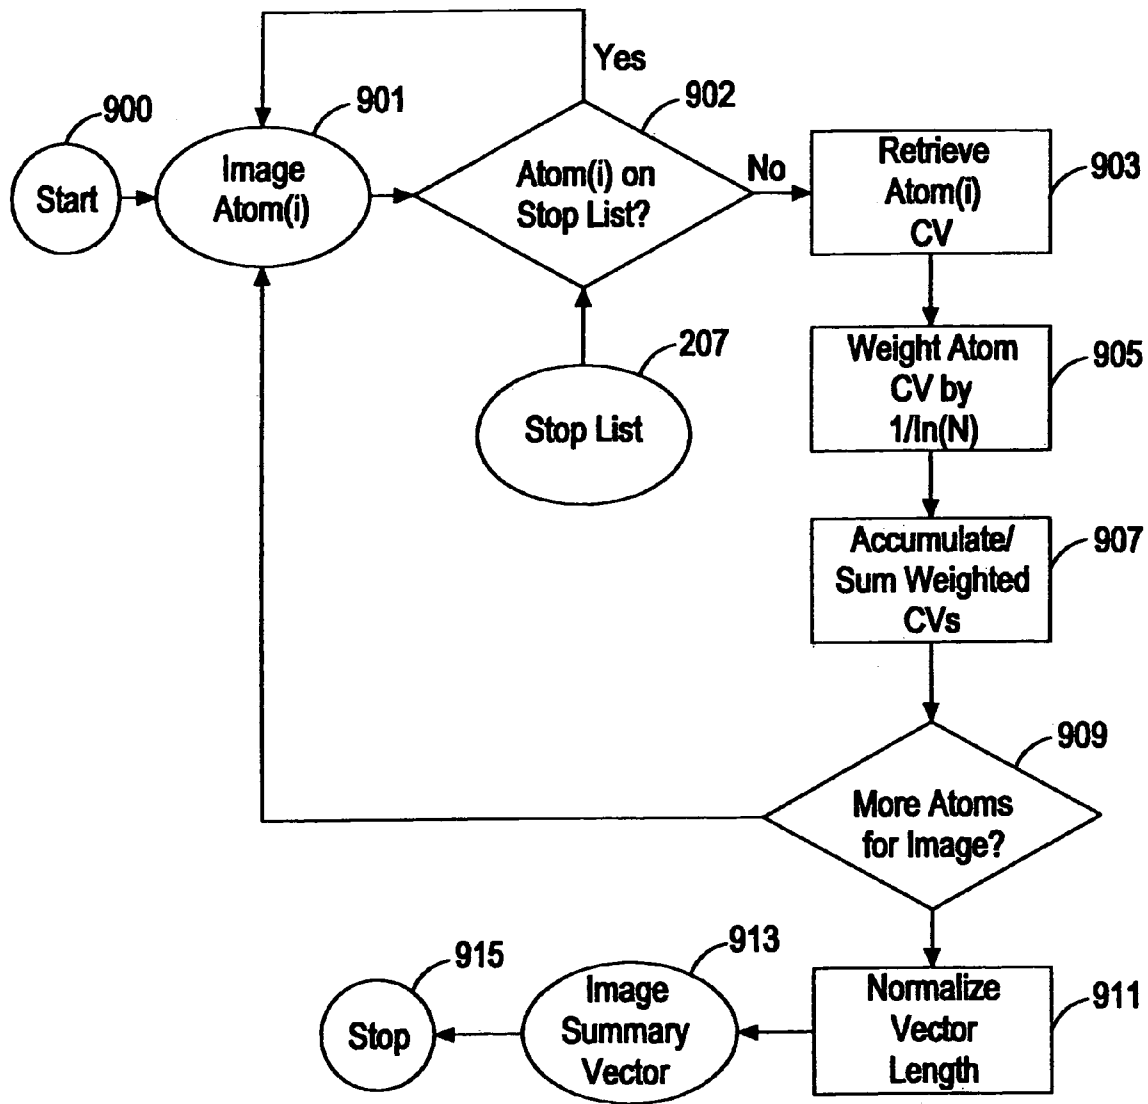 Yes
900
901
902
Start
Image
Atom(i)
Atom(i) on
Stop List?
No
Retrieve
Atom(i)
CV
903
207
Stop List
Weight Atom
CV by
1/ln(N)
905
Accumulate/
Sum Weighted
CVs
907
909
More Atoms
for Image?
915
913
Stop
Image
Summary
Vector
Normalize
Vector
Length
911